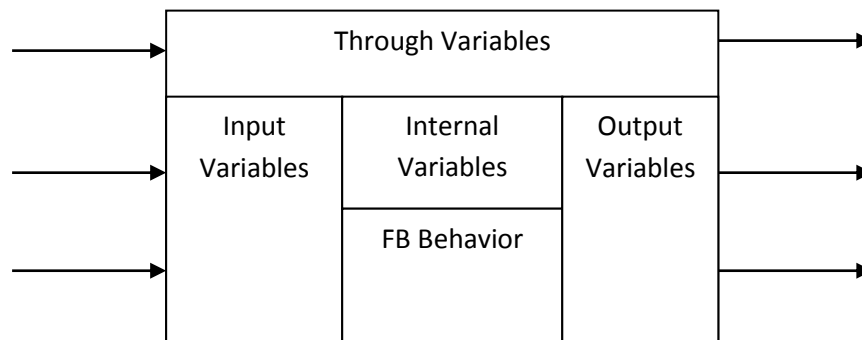 Through Variables
Input
Variables
Internal
Variables
Output
Variables
FB Behavior